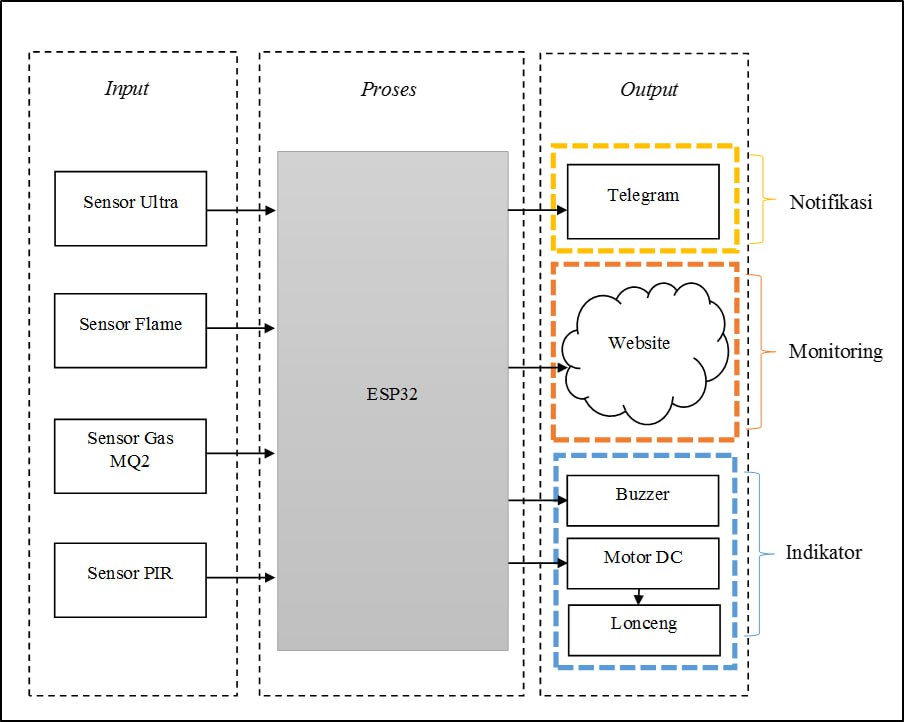 Input
Proses
Output
Sensor Ultra
Sensor Flame
Sensor Gas
MQ2
Sensor PIR
ESP32
Telegram
Notifikasi
Website
Monitoring
Buzzer
Motor DC
Lonceng
Indikator